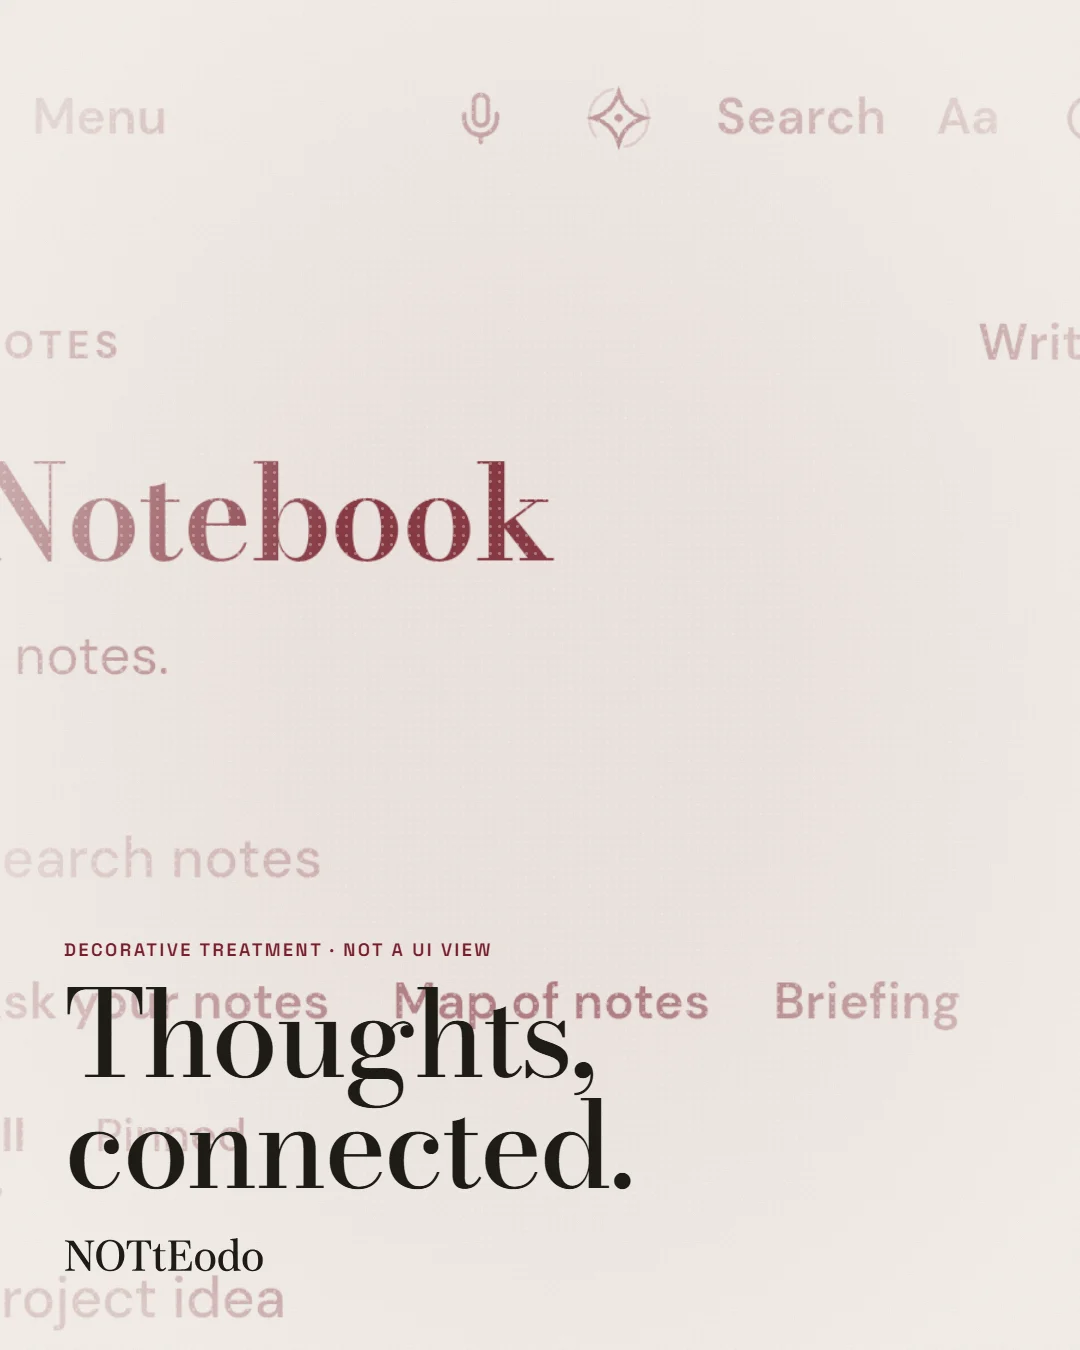 Menu Search Aa
OTES Writ
Notebook
notes.
earch notes
DECORATIVE TREATMENT · NOT A UI VIEW
sk your notes Map of notes Briefing
Thoughts,
ll Pinned
connected.
NOTtEodo
roject idea